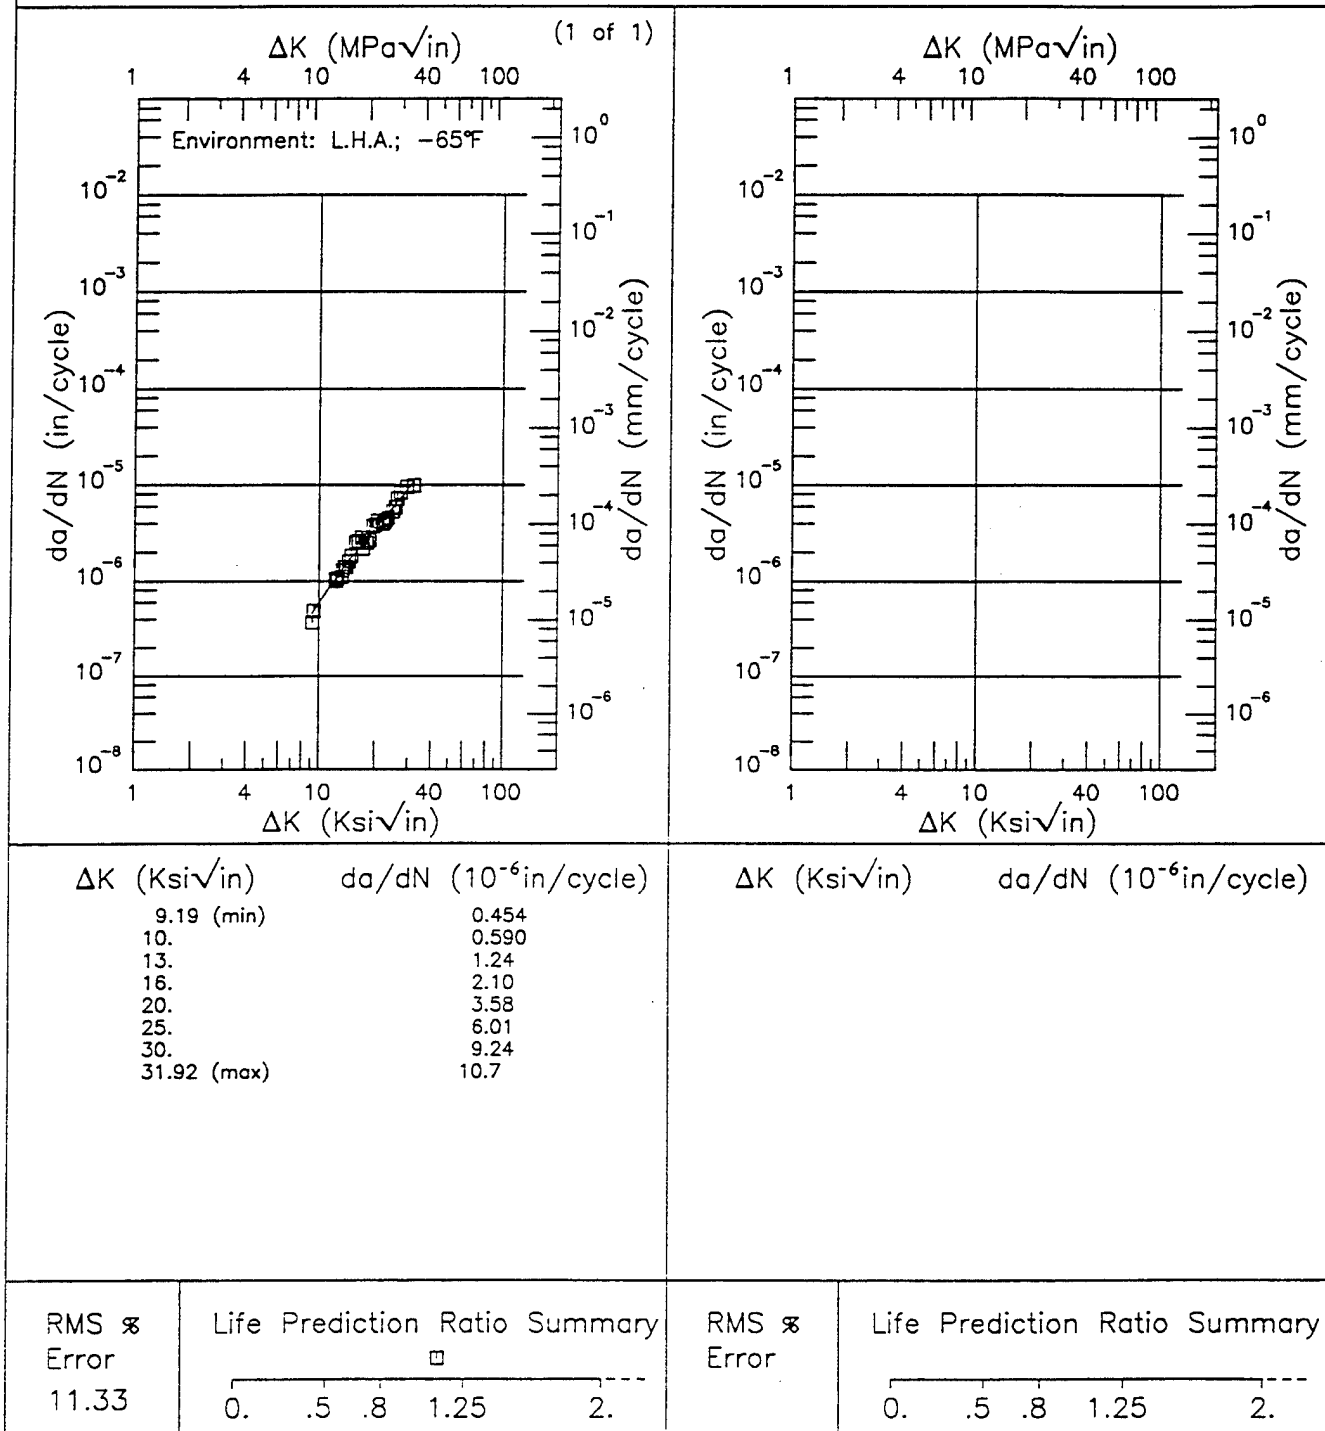 (1 of 1)
ΔK (MPa√in)
1 4 10 40 100
Environment: L.H.A.; −65°F
da/dN (in/cycle)
10⁻²
10⁻³
10⁻⁴
10⁻⁵
10⁻⁶
10⁻⁷
10⁻⁸
da/dN (mm/cycle)
10⁰
10⁻¹
10⁻²
10⁻³
10⁻⁴
10⁻⁵
10⁻⁶
1 4 10 40 100
ΔK (Ksi√in)
ΔK (MPa√in)
1 4 10 40 100
da/dN (in/cycle)
10⁻²
10⁻³
10⁻⁴
10⁻⁵
10⁻⁶
10⁻⁷
10⁻⁸
da/dN (mm/cycle)
10⁰
10⁻¹
10⁻²
10⁻³
10⁻⁴
10⁻⁵
10⁻⁶
1 4 10 40 100
ΔK (Ksi√in)
ΔK (Ksi√in) da/dN (10⁻⁶in/cycle)
9.19 (min) 0.454
10. 0.590
13. 1.24
16. 2.10
20. 3.58
25. 6.01
30. 9.24
31.92 (max) 10.7
ΔK (Ksi√in) da/dN (10⁻⁶in/cycle)
RMS %
Error
11.33
Life Prediction Ratio Summary
0. .5 .8 1.25 2.
RMS %
Error
Life Prediction Ratio Summary
0. .5 .8 1.25 2.